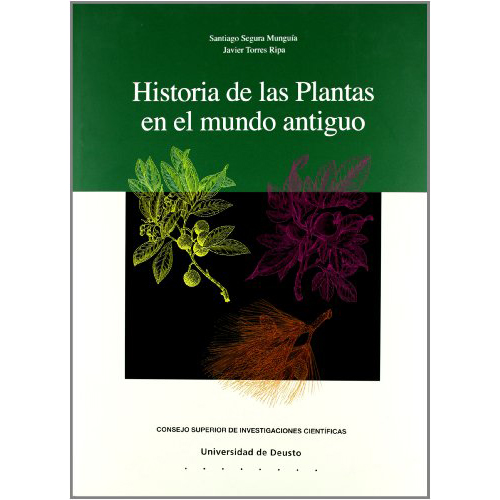 Santiago Segura Munguía
Javier Torres Ripa
Historia de las Plantas
en el mundo antiguo
CONSEJO SUPERIOR DE INVESTIGACIONES CIENTÍFICAS
Universidad de Deusto